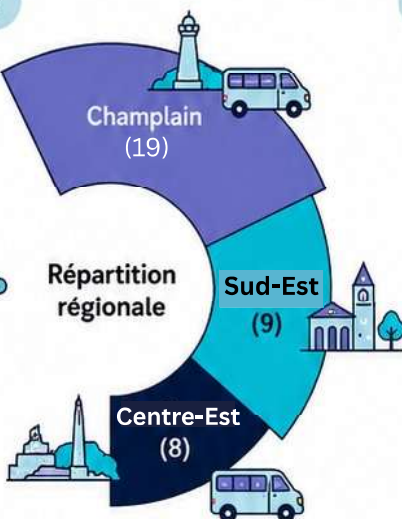 Champlain
(19)
Répartition
régionale
Sud-Est
(9)
Centre-Est
(8)